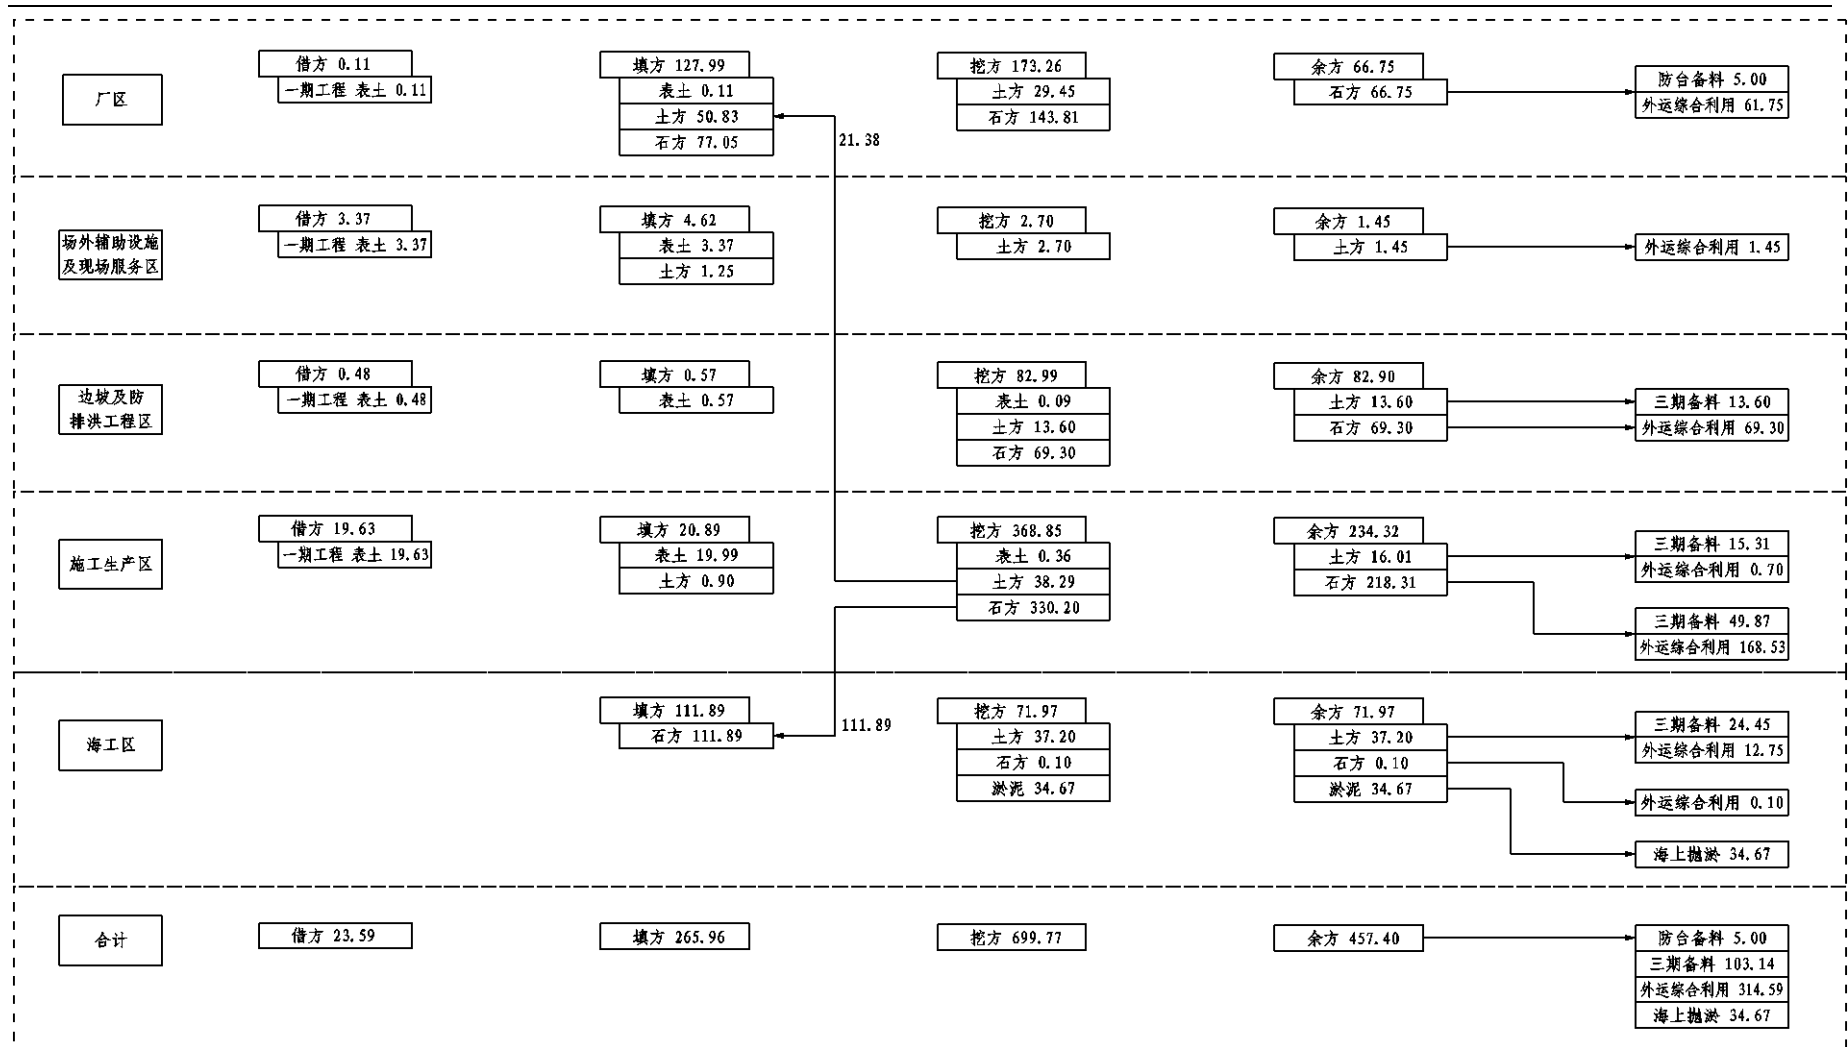 厂区
借方 0.11
一期工程 表土 0.11
填方 127.99
表土 0.11
土方 50.83
石方 77.05
21.38
挖方 173.26
土方 29.45
石方 143.81
余方 66.75
石方 66.75
防台备料 5.00
外运综合利用 61.75
场外辅助设施
及现场服务区
借方 3.37
一期工程 表土 3.37
填方 4.62
表土 3.37
土方 1.25
挖方 2.70
土方 2.70
余方 1.45
土方 1.45
外运综合利用 1.45
边坡及防
排洪工程区
借方 0.48
一期工程 表土 0.48
填方 0.57
表土 0.57
挖方 82.99
表土 0.09
土方 13.60
石方 69.30
余方 82.90
土方 13.60
石方 69.30
三期备料 13.60
外运综合利用 69.30
施工生产区
借方 19.63
一期工程 表土 19.63
填方 20.89
表土 19.99
土方 0.90
挖方 368.85
表土 0.36
土方 38.29
石方 330.20
余方 234.32
土方 16.01
石方 218.31
三期备料 15.31
外运综合利用 0.70
三期备料 49.87
外运综合利用 168.53
海工区
填方 111.89
石方 111.89
111.89
挖方 71.97
土方 37.20
石方 0.10
淤泥 34.67
余方 71.97
土方 37.20
石方 0.10
淤泥 34.67
三期备料 24.45
外运综合利用 12.75
外运综合利用 0.10
海上抛淤 34.67
合计
借方 23.59
填方 265.96
挖方 699.77
余方 457.40
防台备料 5.00
三期备料 103.14
外运综合利用 314.59
海上抛淤 34.67